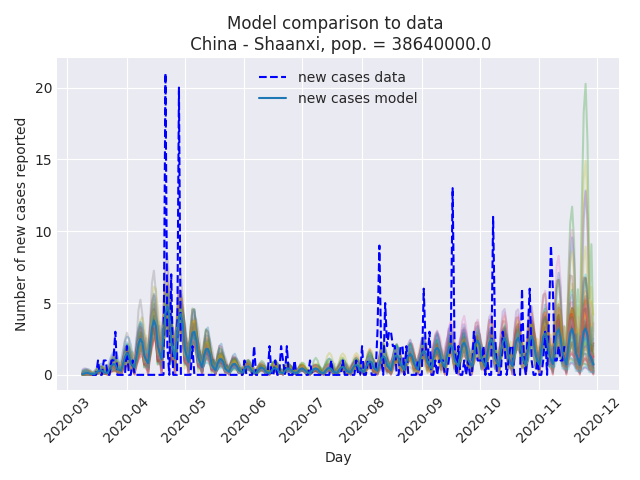 Model comparison to data
China - Shaanxi, pop. = 38640000.0
new cases data
new cases model
Number of new cases reported
20
15
10
5
0
2020-03
2020-04
2020-05
2020-06
2020-07
2020-08
2020-09
2020-10
2020-11
2020-12
Day